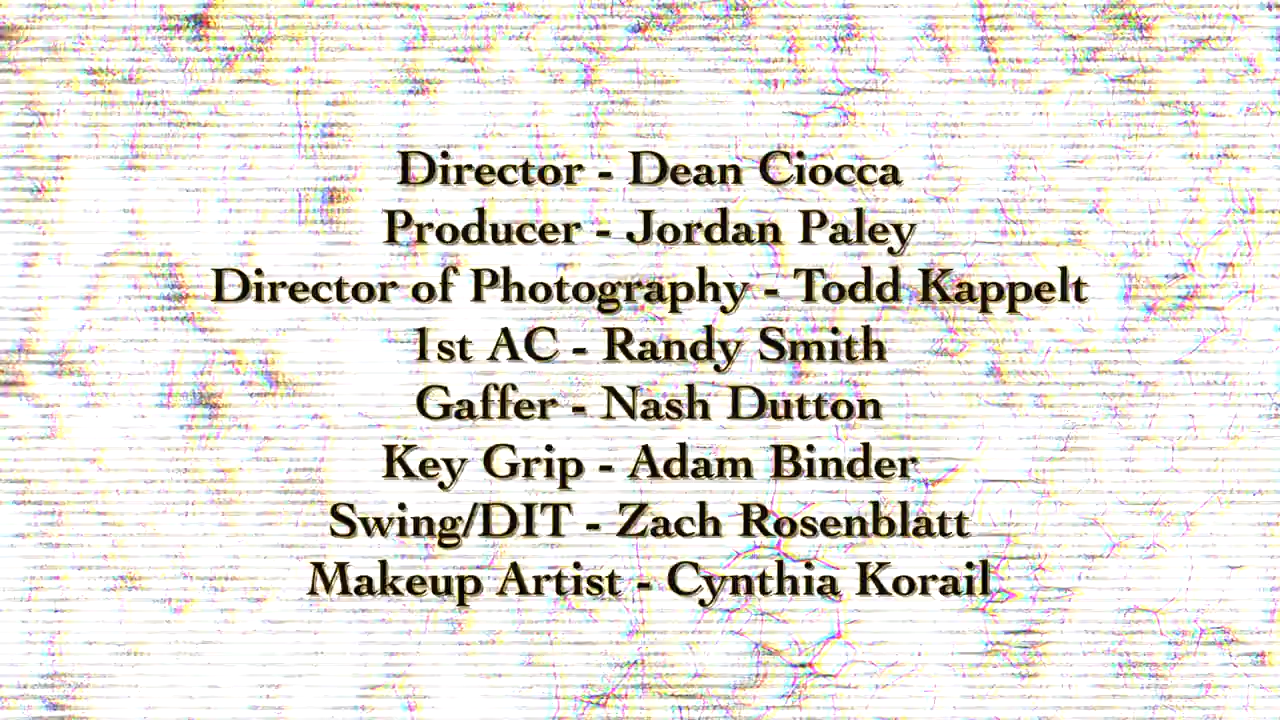 Director - Dean Ciocca
Producer - Jordan Paley
Director of Photography - Todd Kappelt
1st AC - Randy Smith
Gaffer - Nash Dutton
Key Grip - Adam Binder
Swing/DIT - Zach Rosenblatt
Makeup Artist - Cynthia Korail